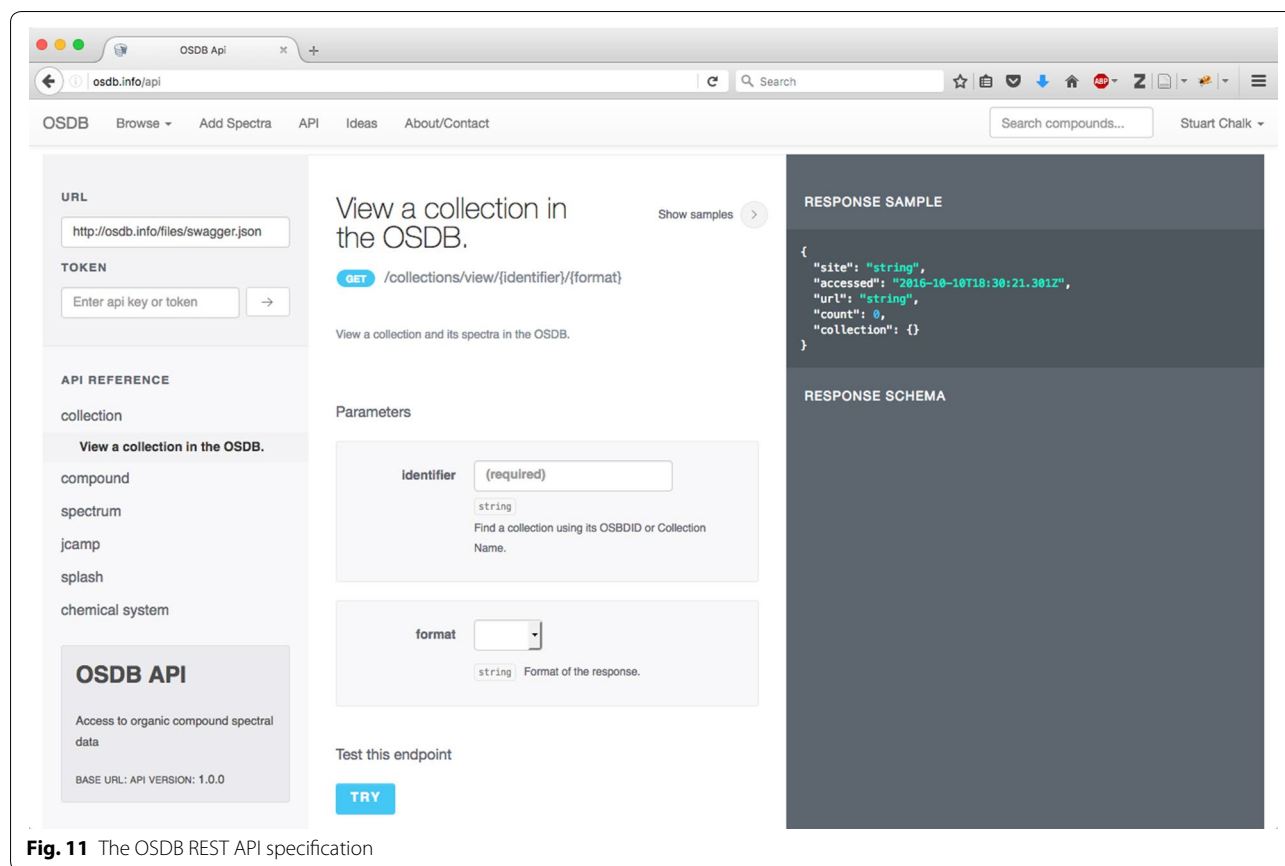 OSDB Api
osdb.info/api
Search
ABP
Z
OSDB Browse Add Spectra API Ideas About/Contact
Search compounds...
Stuart Chalk
URL
http://osdb.info/files/swagger.json
TOKEN
Enter api key or token
API REFERENCE
collection
View a collection in the OSDB.
compound
spectrum
jcamp
splash
chemical system
OSDB API
Access to organic compound spectral
data
BASE URL: API VERSION: 1.0.0
View a collection in
the OSDB.
Show samples
GET /collections/view/{identifier}/{format}
View a collection and its spectra in the OSDB.
Parameters
identifier
(required)
string
Find a collection using its OSBDID or Collection
Name.
format
string Format of the response.
Test this endpoint
TRY
RESPONSE SAMPLE
{
"site": "string",
"accessed": "2016-10-10T18:30:21.301Z",
"url": "string",
"count": 0,
"collection": {}
}
RESPONSE SCHEMA
Fig. 11 The OSDB REST API specification